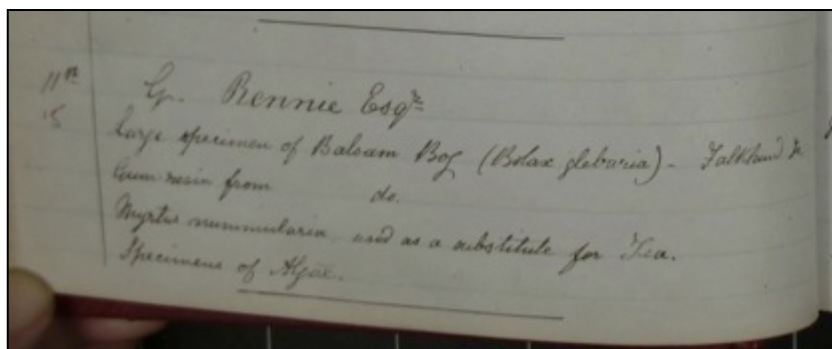 11th
15
G. Rennie Esqre
large specimen of Balsam Bog (Bolax glebaria) - Falkland Is
Gum-resin from do.
Myrtus nummularia, used as a substitute for Tea.
Specimens of Algae.